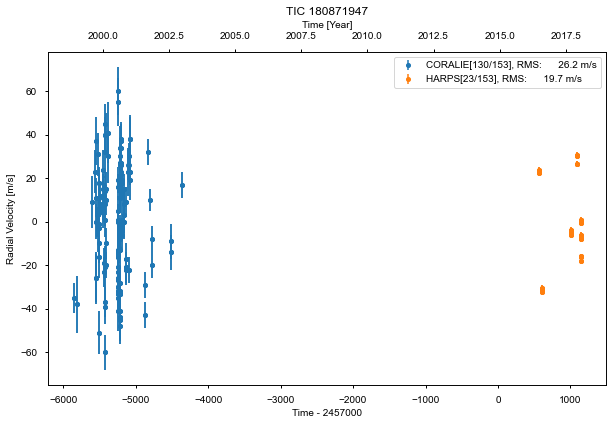 TIC 180871947
Time [Year]
2000.0 2002.5 2005.0 2007.5 2010.0 2012.5 2015.0 2017.5
CORALIE[130/153], RMS: 26.2 m/s
HARPS[23/153], RMS: 19.7 m/s
Radial Velocity [m/s]
60
40
20
0
−20
−40
−60
−6000 −5000 −4000 −3000 −2000 −1000 0 1000
Time - 2457000